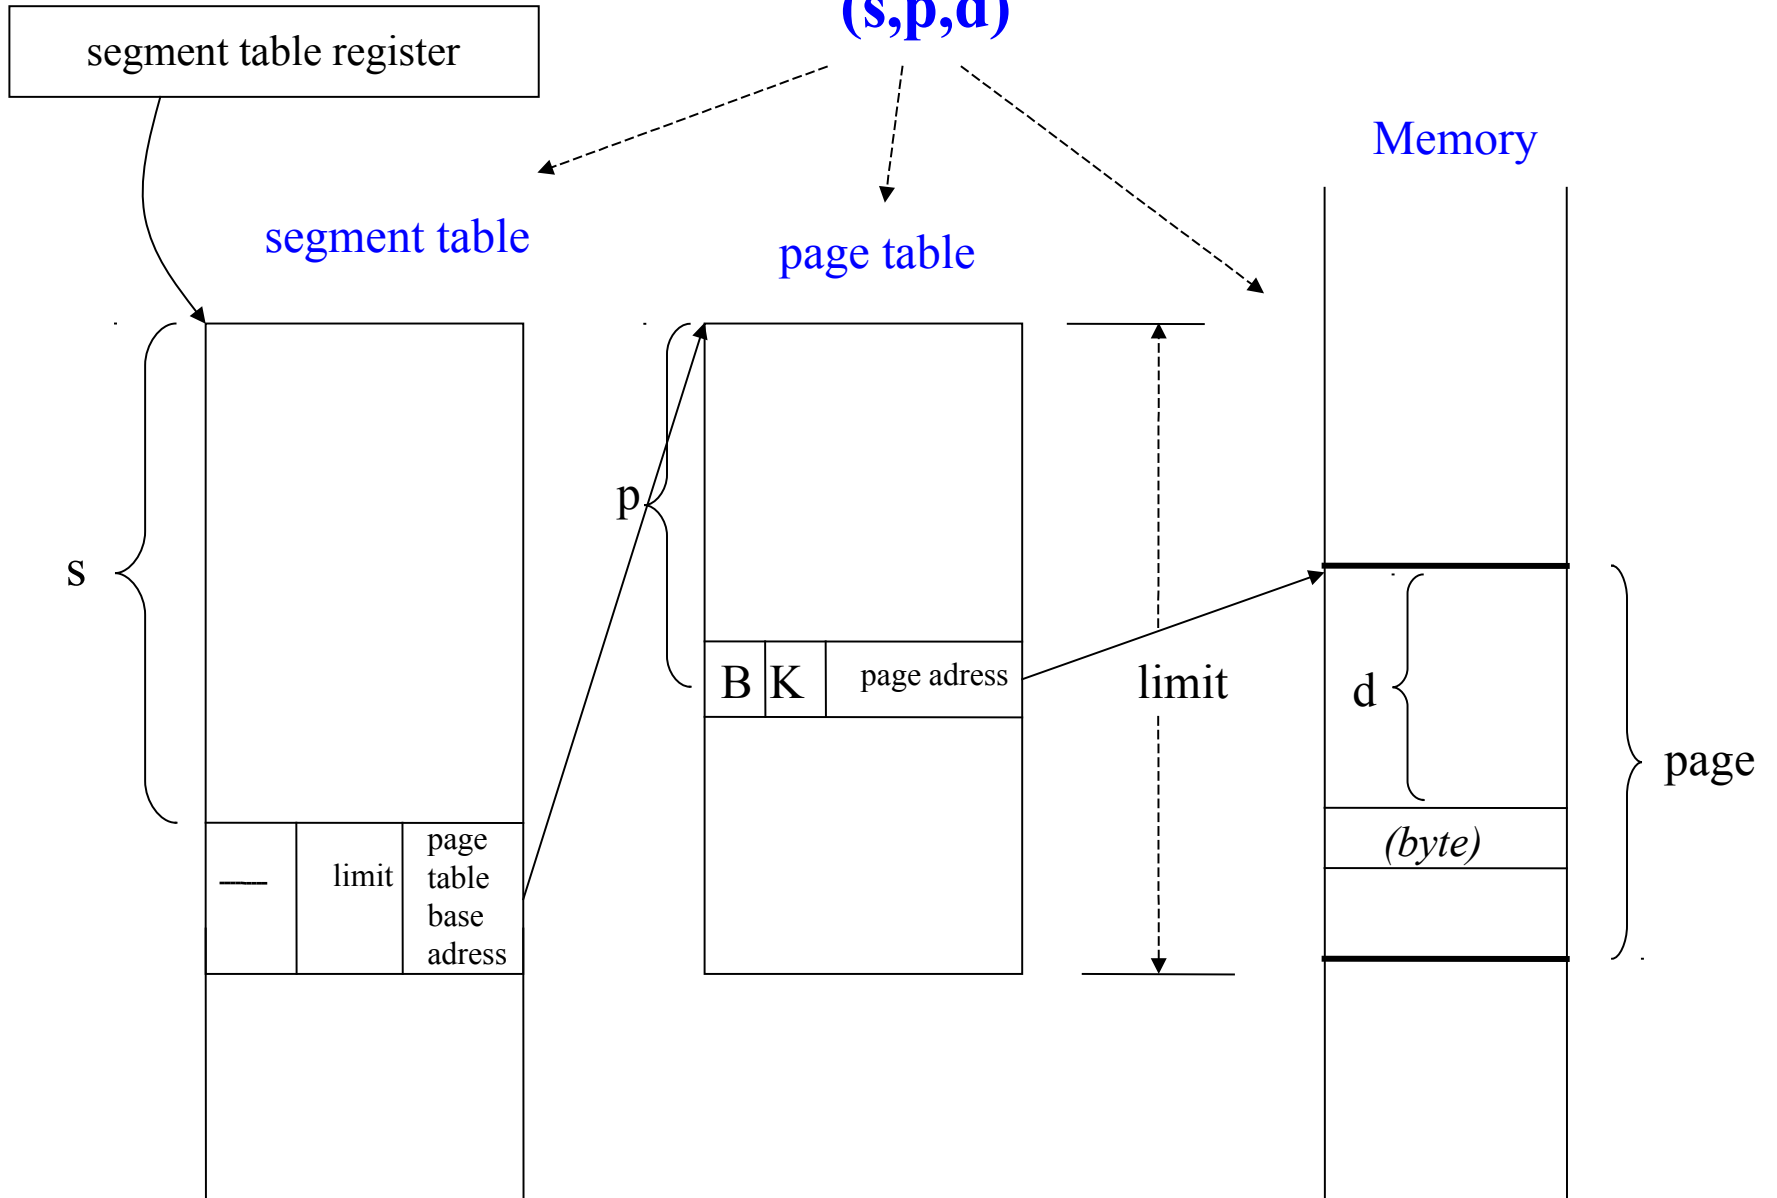 (s,p,d)
segment table register
Memory
segment table
page table
p
s
B K page adress
limit
d
page
(byte)
limit
page
table
base
adress